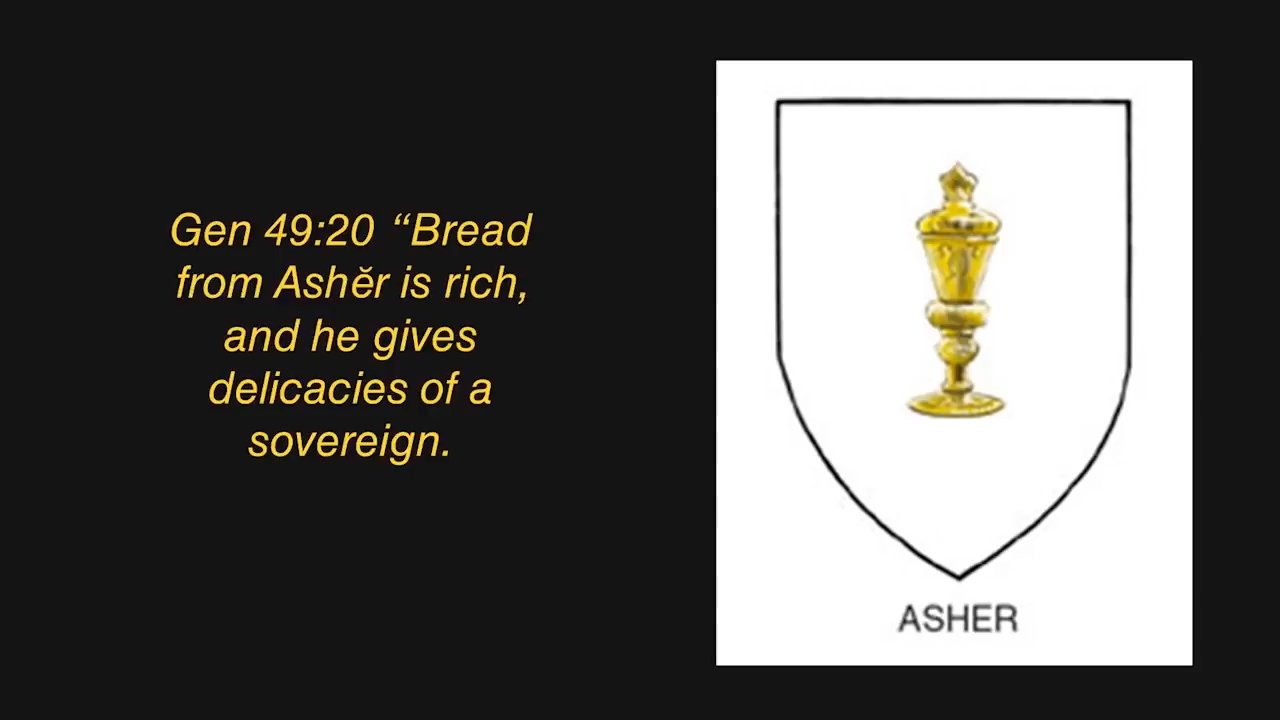 Gen 49:20 “Bread
from Ashĕr is rich,
and he gives
delicacies of a
sovereign.
ASHER